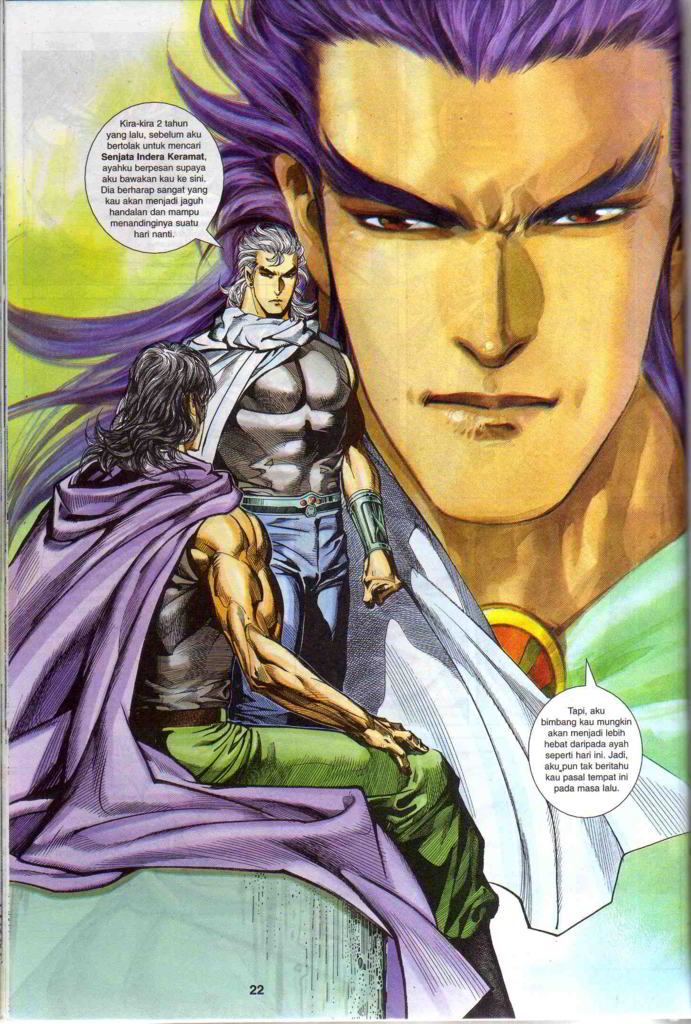 Kira-kira 2 tahun
yang lalu, sebelum aku
bertolak untuk mencari
Senjata Indera Keramat,
ayahku berpesan supaya
aku bawakan kau ke sini.
Dia berharap sangat yang
kau akan menjadi jaguh
handalan dan mampu
menandinginya suatu
hari nanti.
Tapi, aku
bimbang kau mungkin
akan menjadi lebih
hebat daripada ayah
seperti hari ini. Jadi,
aku pun tak beritahu
kau pasal tempat ini
pada masa lalu.
22